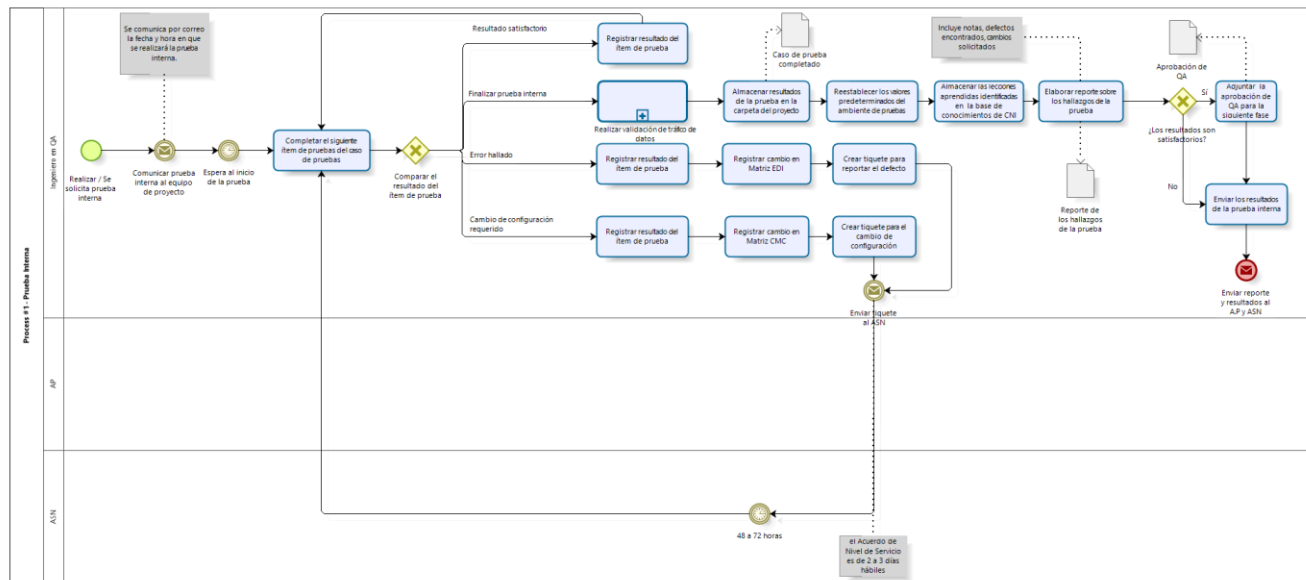 Process #1 - Prueba Interna
Ingeniero en QA
AP
ASN
Se comunica por correo
la fecha y hora en que
se realizará la prueba
interna.
Realizar / Se
solicita prueba
interna
Comunicar prueba
interna al equipo
de proyecto
Espera al inicio
de la prueba
Completar el siguiente
ítem de pruebas del caso
de pruebas
Comparar el
resultado del
ítem de prueba
Resultado satisfactorio
Registrar resultado del
ítem de prueba
Finalizar prueba interna
Realizar validación de tráfico de
datos
Almacenar resultados
de la prueba en la
carpeta del proyecto
Caso de prueba
completado
Reestablecer los valores
predeterminados del
ambiente de pruebas
Almacenar las lecciones
aprendidas identificadas
en la base de
conocimientos de CNI
Incluye notas, defectos
encontrados, cambios
solicitados
Elaborar reporte sobre
los hallazgos de la
prueba
Reporte de
los hallazgos
de la prueba
Aprobación de
QA
¿Los resultados son
satisfactorios?
Sí
No
Adjuntar la
aprobación de
QA para la
siguiente fase
Enviar los resultados
de la prueba interna
Enviar reporte
y resultados al
A.P y ASN
Error hallado
Registrar resultado del
ítem de prueba
Registrar cambio en
Matriz EDI
Crear tiquete para
reportar el defecto
Cambio de configuración
requerido
Registrar resultado del
ítem de prueba
Registrar cambio en
Matriz CMC
Crear tiquete para el
cambio de
configuración
Enviar tiquete
al ASN
48 a 72 horas
el Acuerdo de
Nivel de Servicio
es de 2 a 3 días
hábiles